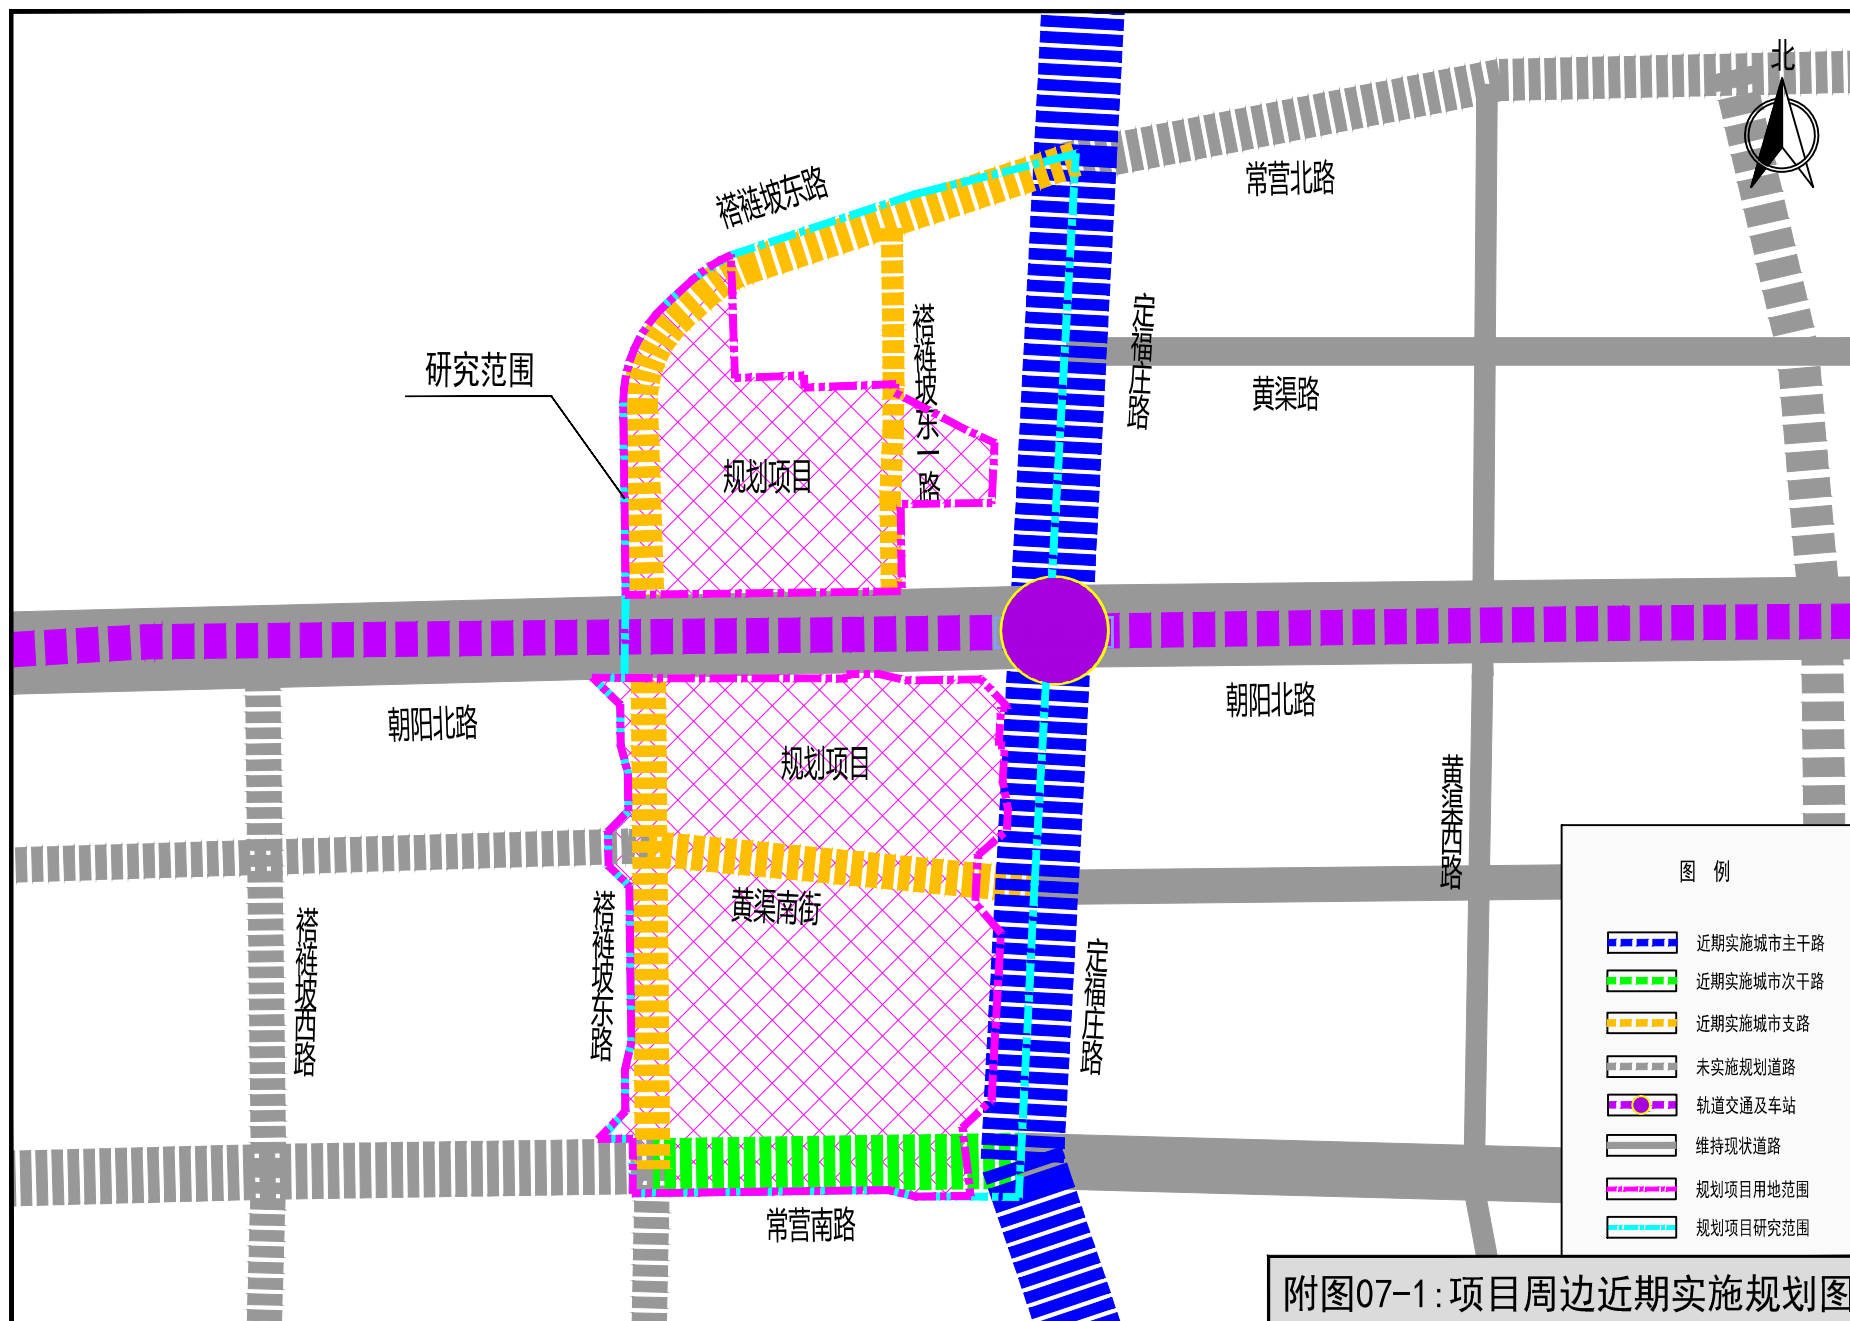 北
常营北路
褡裢坡东路
定福庄路
褡裢坡东一路
研究范围
黄渠路
规划项目
朝阳北路
朝阳北路
规划项目
黄渠西路
黄渠南街
褡裢坡西路
褡裢坡东路
定福庄路
常营南路
图 例
近期实施城市主干路
近期实施城市次干路
近期实施城市支路
未实施规划道路
轨道交通及车站
维持现状道路
规划项目用地范围
规划项目研究范围
附图07-1:项目周边近期实施规划图